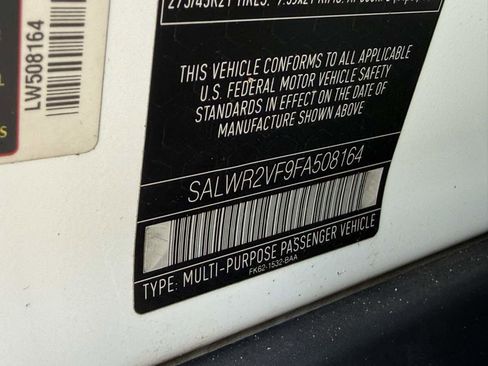 LW508164
THIS VEHICLE CONFORMS TO ALL APPLICABLE
U.S. FEDERAL MOTOR VEHICLE SAFETY
STANDARDS IN EFFECT ON THE DATE OF
MANUFACTURE SHOWN ABOVE
SALWR2VF9FA508164
TYPE: MULTI-PURPOSE PASSENGER VEHICLE
FK62-1532-BAA